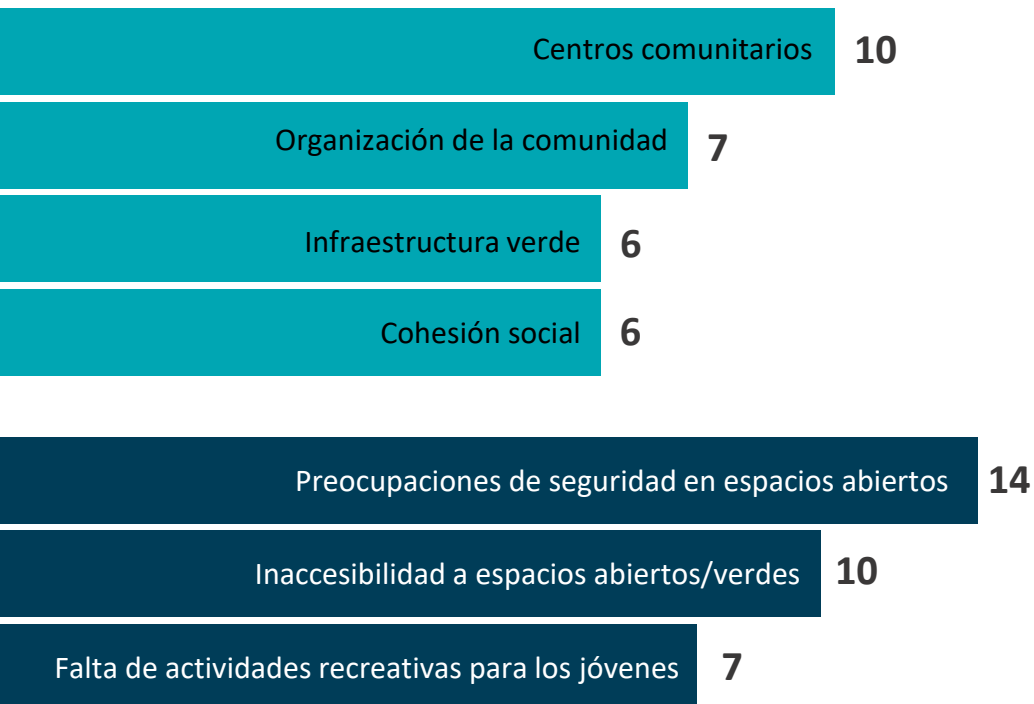 Centros comunitarios 10
Organización de la comunidad 7
Infraestructura verde 6
Cohesión social 6
Preocupaciones de seguridad en espacios abiertos 14
Inaccesibilidad a espacios abiertos/verdes 10
Falta de actividades recreativas para los jóvenes 7